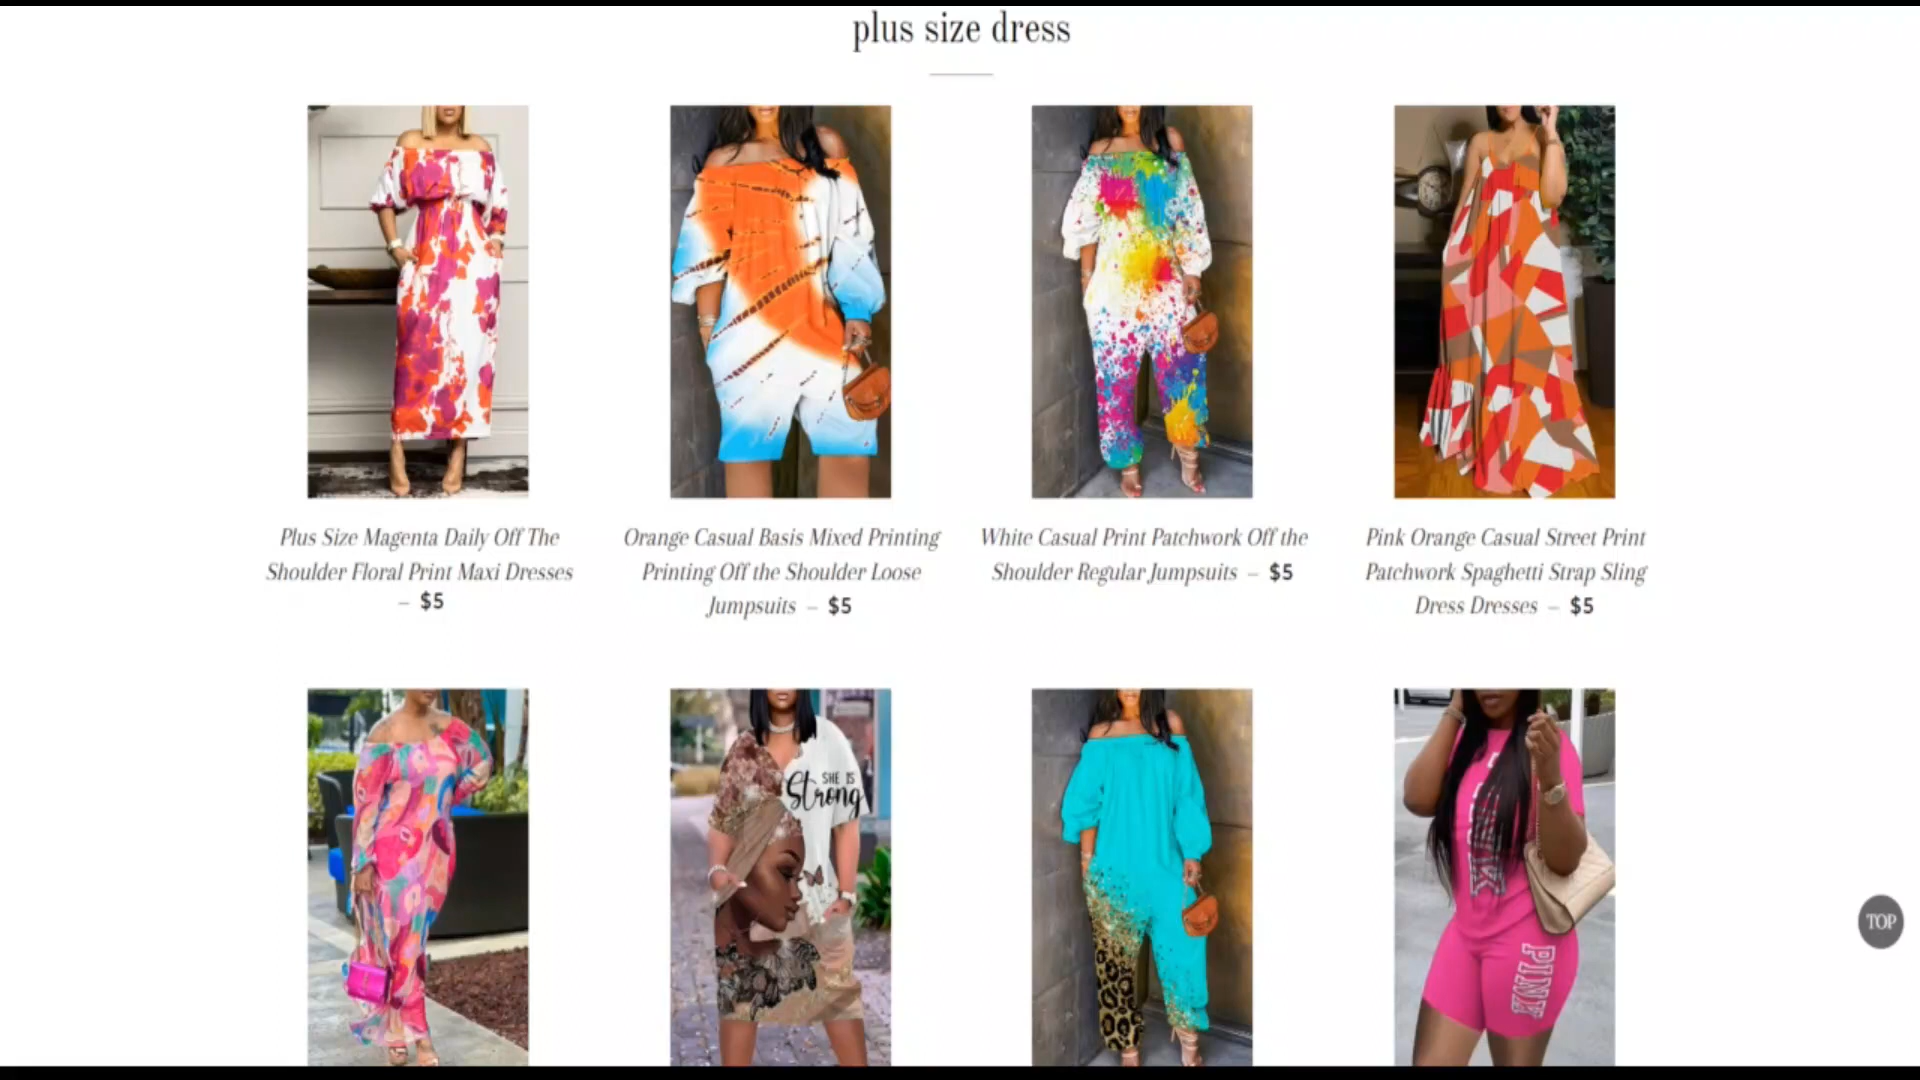 plus size dress
Plus Size Magenta Daily Off The
Shoulder Floral Print Maxi Dresses
– $5
Orange Casual Basis Mixed Printing
Printing Off the Shoulder Loose
Jumpsuits – $5
White Casual Print Patchwork Off the
Shoulder Regular Jumpsuits – $5
Pink Orange Casual Street Print
Patchwork Spaghetti Strap Sling
Dress Dresses – $5
SHE IS
Strong
PINK
TOP